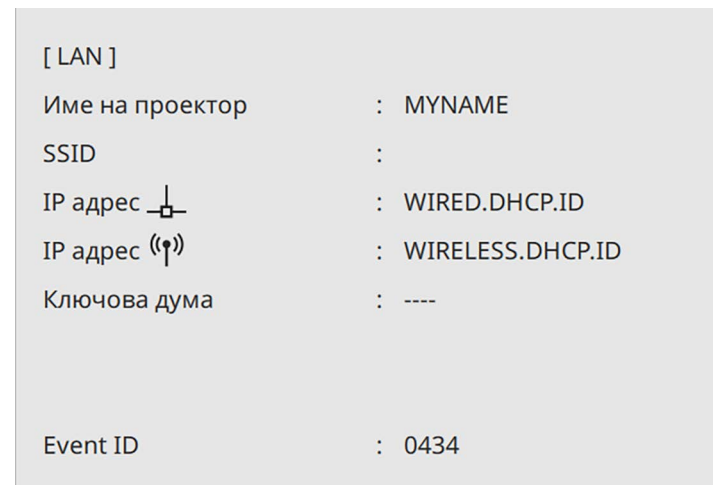 [ LAN ]
Име на проектор : MYNAME
SSID :
IP адрес : WIRED.DHCP.ID
IP адрес : WIRELESS.DHCP.ID
Ключова дума : ----
Event ID : 0434